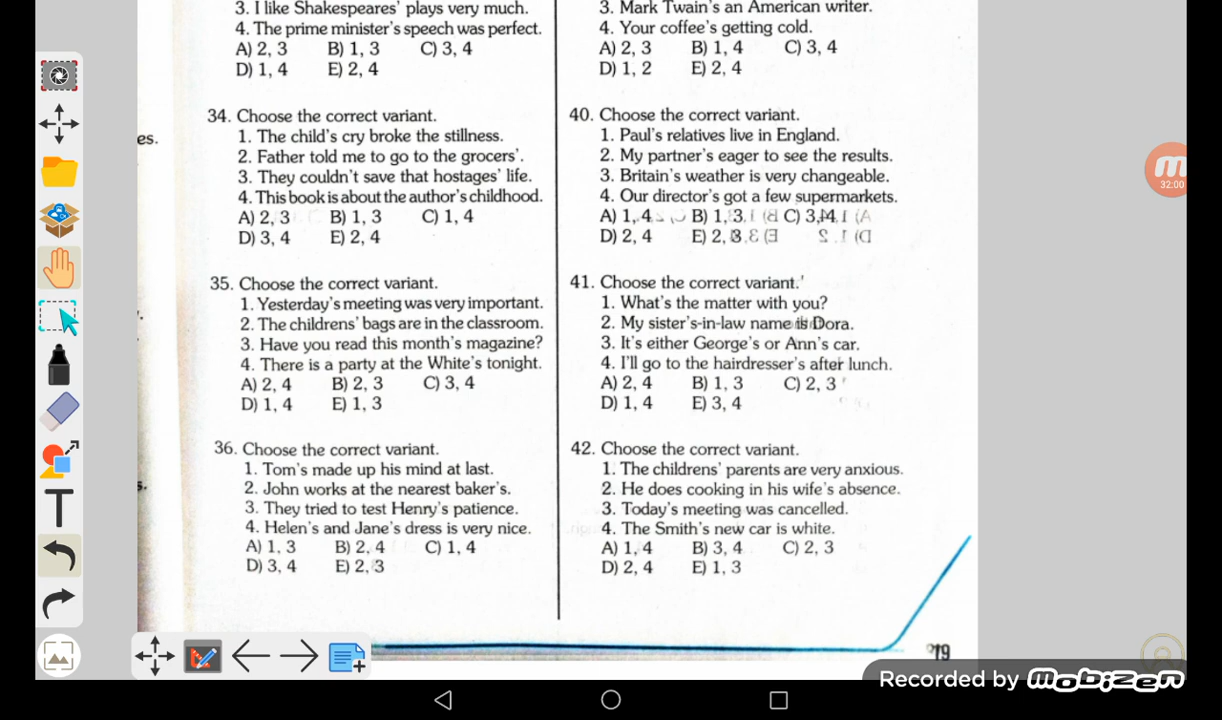 3. I like Shakespeares' plays very much.
4. The prime minister's speech was perfect.
A) 2, 3 B) 1, 3 C) 3, 4
D) 1, 4 E) 2, 4
34. Choose the correct variant.
1. The child's cry broke the stillness.
2. Father told me to go to the grocers'.
3. They couldn't save that hostages' life.
4. This book is about the author's childhood.
A) 2, 3 B) 1, 3 C) 1, 4
D) 3, 4 E) 2, 4
35. Choose the correct variant.
1. Yesterday's meeting was very important.
2. The childrens' bags are in the classroom.
3. Have you read this month's magazine?
4. There is a party at the White's tonight.
A) 2, 4 B) 2, 3 C) 3, 4
D) 1, 4 E) 1, 3
36. Choose the correct variant.
1. Tom's made up his mind at last.
2. John works at the nearest baker's.
3. They tried to test Henry's patience.
4. Helen's and Jane's dress is very nice.
A) 1, 3 B) 2, 4 C) 1, 4
D) 3, 4 E) 2, 3
3. Mark Twain's an American writer.
4. Your coffee's getting cold.
A) 2, 3 B) 1, 4 C) 3, 4
D) 1, 2 E) 2, 4
40. Choose the correct variant.
1. Paul's relatives live in England.
2. My partner's eager to see the results.
3. Britain's weather is very changeable.
4. Our director's got a few supermarkets.
A) 1, 4 B) 1, 3 C) 3, 4
D) 2, 4 E) 2, 3
41. Choose the correct variant.
1. What's the matter with you?
2. My sister's-in-law name is Dora.
3. It's either George's or Ann's car.
4. I'll go to the hairdresser's after lunch.
A) 2, 4 B) 1, 3 C) 2, 3
D) 1, 4 E) 3, 4
42. Choose the correct variant.
1. The childrens' parents are very anxious.
2. He does cooking in his wife's absence.
3. Today's meeting was cancelled.
4. The Smith's new car is white.
A) 1, 4 B) 3, 4 C) 2, 3
D) 2, 4 E) 1, 3
es.
s.
T
32:00
Recorded by mobizen